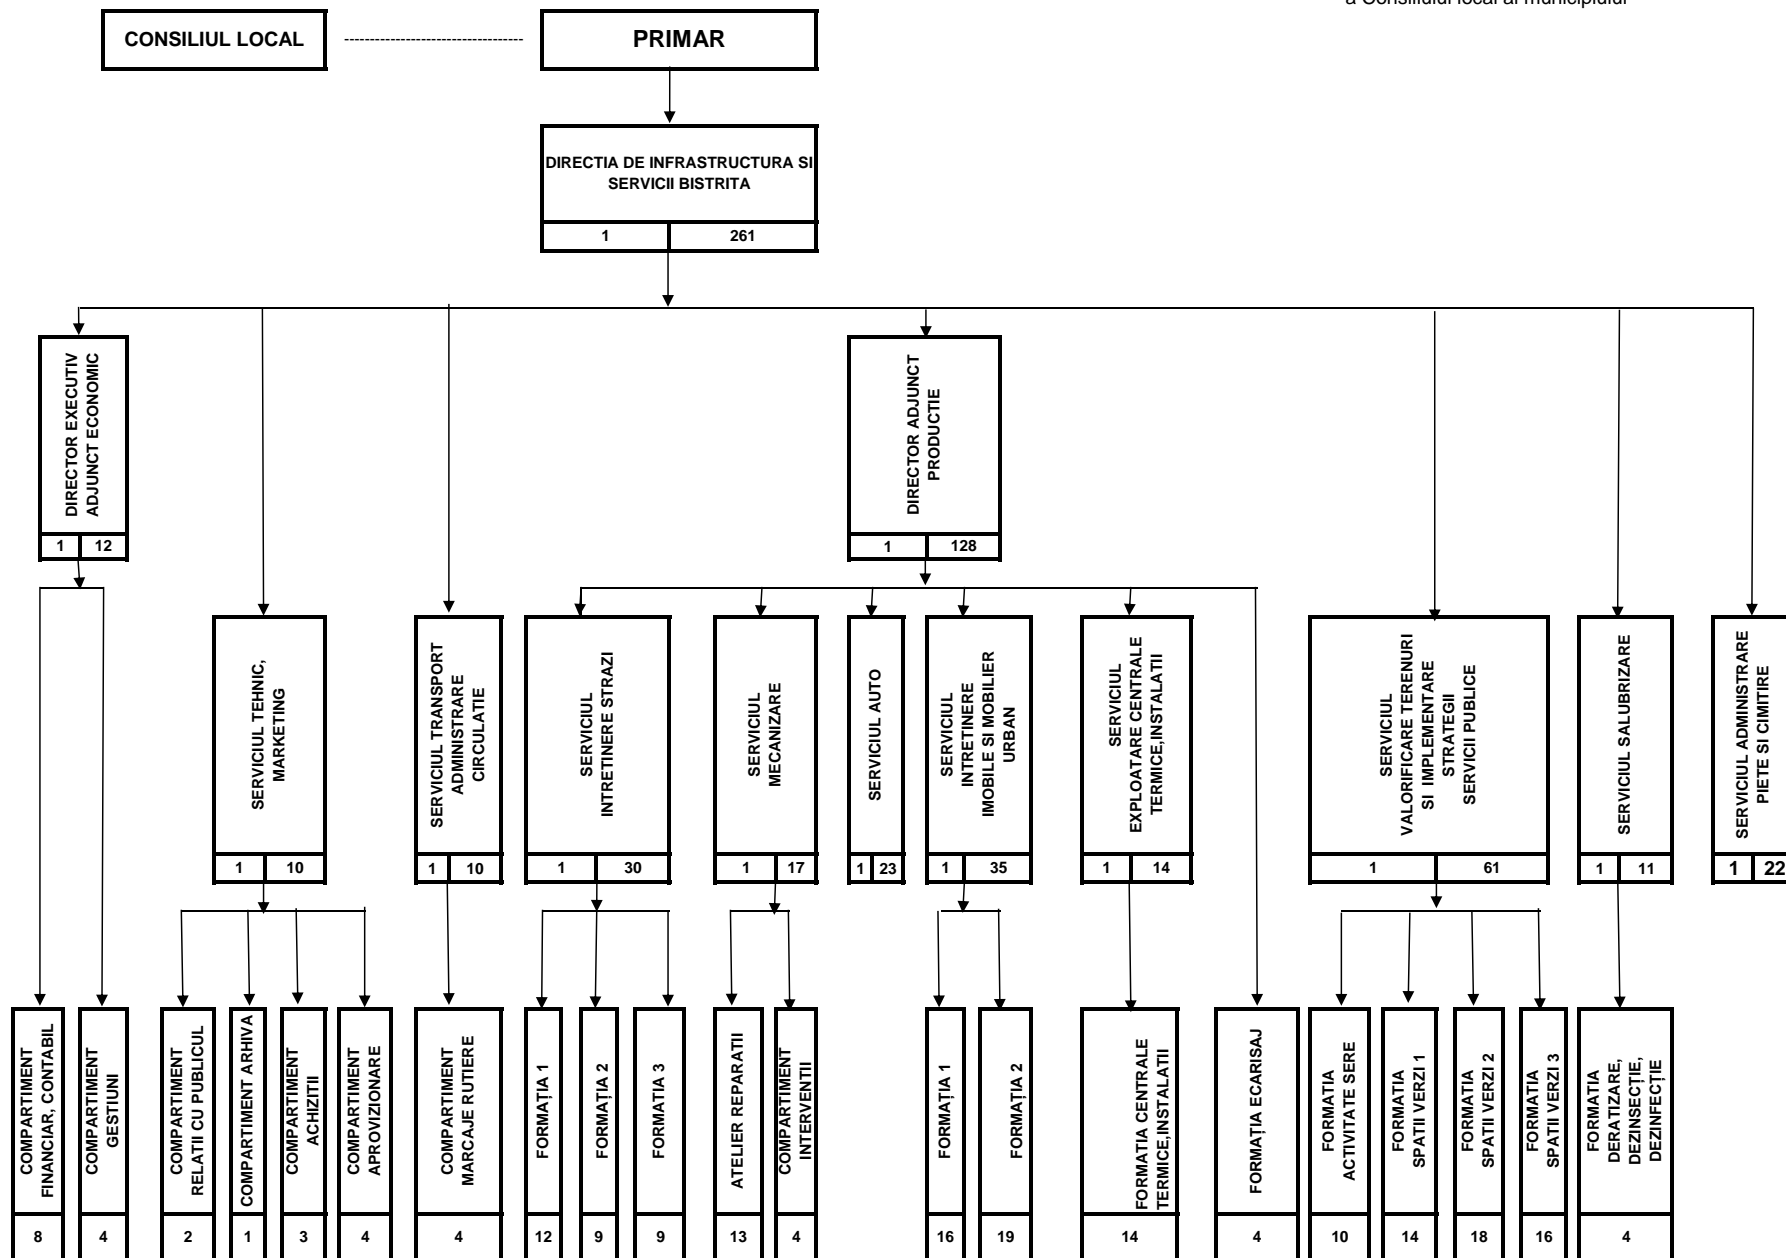 a Consiliului local al municipiului
CONSILIUL LOCAL
PRIMAR
DIRECTIA DE INFRASTRUCTURA SI
SERVICII BISTRITA
1 261
DIRECTOR EXECUTIV
ADJUNCT ECONOMIC
1 12
DIRECTOR ADJUNCT
PRODUCTIE
1 128
SERVICIUL TEHNIC,
MARKETING
1 10
SERVICIUL TRANSPORT
ADMINISTRARE
CIRCULATIE
1 10
SERVICIUL
INTRETINERE STRAZI
1 30
SERVICIUL
MECANIZARE
1 17
SERVICIUL AUTO
1 23
SERVICIUL
INTRETINERE
IMOBILE SI MOBILIER
URBAN
1 35
SERVICIUL
EXPLOATARE CENTRALE
TERMICE,INSTALATII
1 14
SERVICIUL
VALORIFICARE TERENURI
SI IMPLEMENTARE
STRATEGII
SERVICII PUBLICE
1 61
SERVICIUL SALUBRIZARE
1 11
SERVICIUL ADMINISTRARE
PIETE SI CIMITIRE
1 22
COMPARTIMENT
FINANCIAR, CONTABIL
8
COMPARTIMENT
GESTIUNI
4
COMPARTIMENT
RELATII CU PUBLICUL
2
COMPARTIMENT ARHIVA
1
COMPARTIMENT
ACHIZITII
3
COMPARTIMENT
APROVIZIONARE
4
COMPARTIMENT
MARCAJE RUTIERE
4
FORMAȚIA 1
12
FORMAȚIA 2
9
FORMATIA 3
9
ATELIER REPARATII
13
COMPARTIMENT
INTERVENTII
4
FORMAȚIA 1
16
FORMAȚIA 2
19
FORMATIA CENTRALE
TERMICE,INSTALATII
14
FORMAȚIA ECARISAJ
4
FORMATIA
ACTIVITATE SERE
10
FORMATIA
SPATII VERZI 1
14
FORMATIA
SPATII VERZI 2
18
FORMATIA
SPATII VERZI 3
16
FORMATIA
DERATIZARE,
DEZINSECȚIE,
DEZINFECȚIE
4